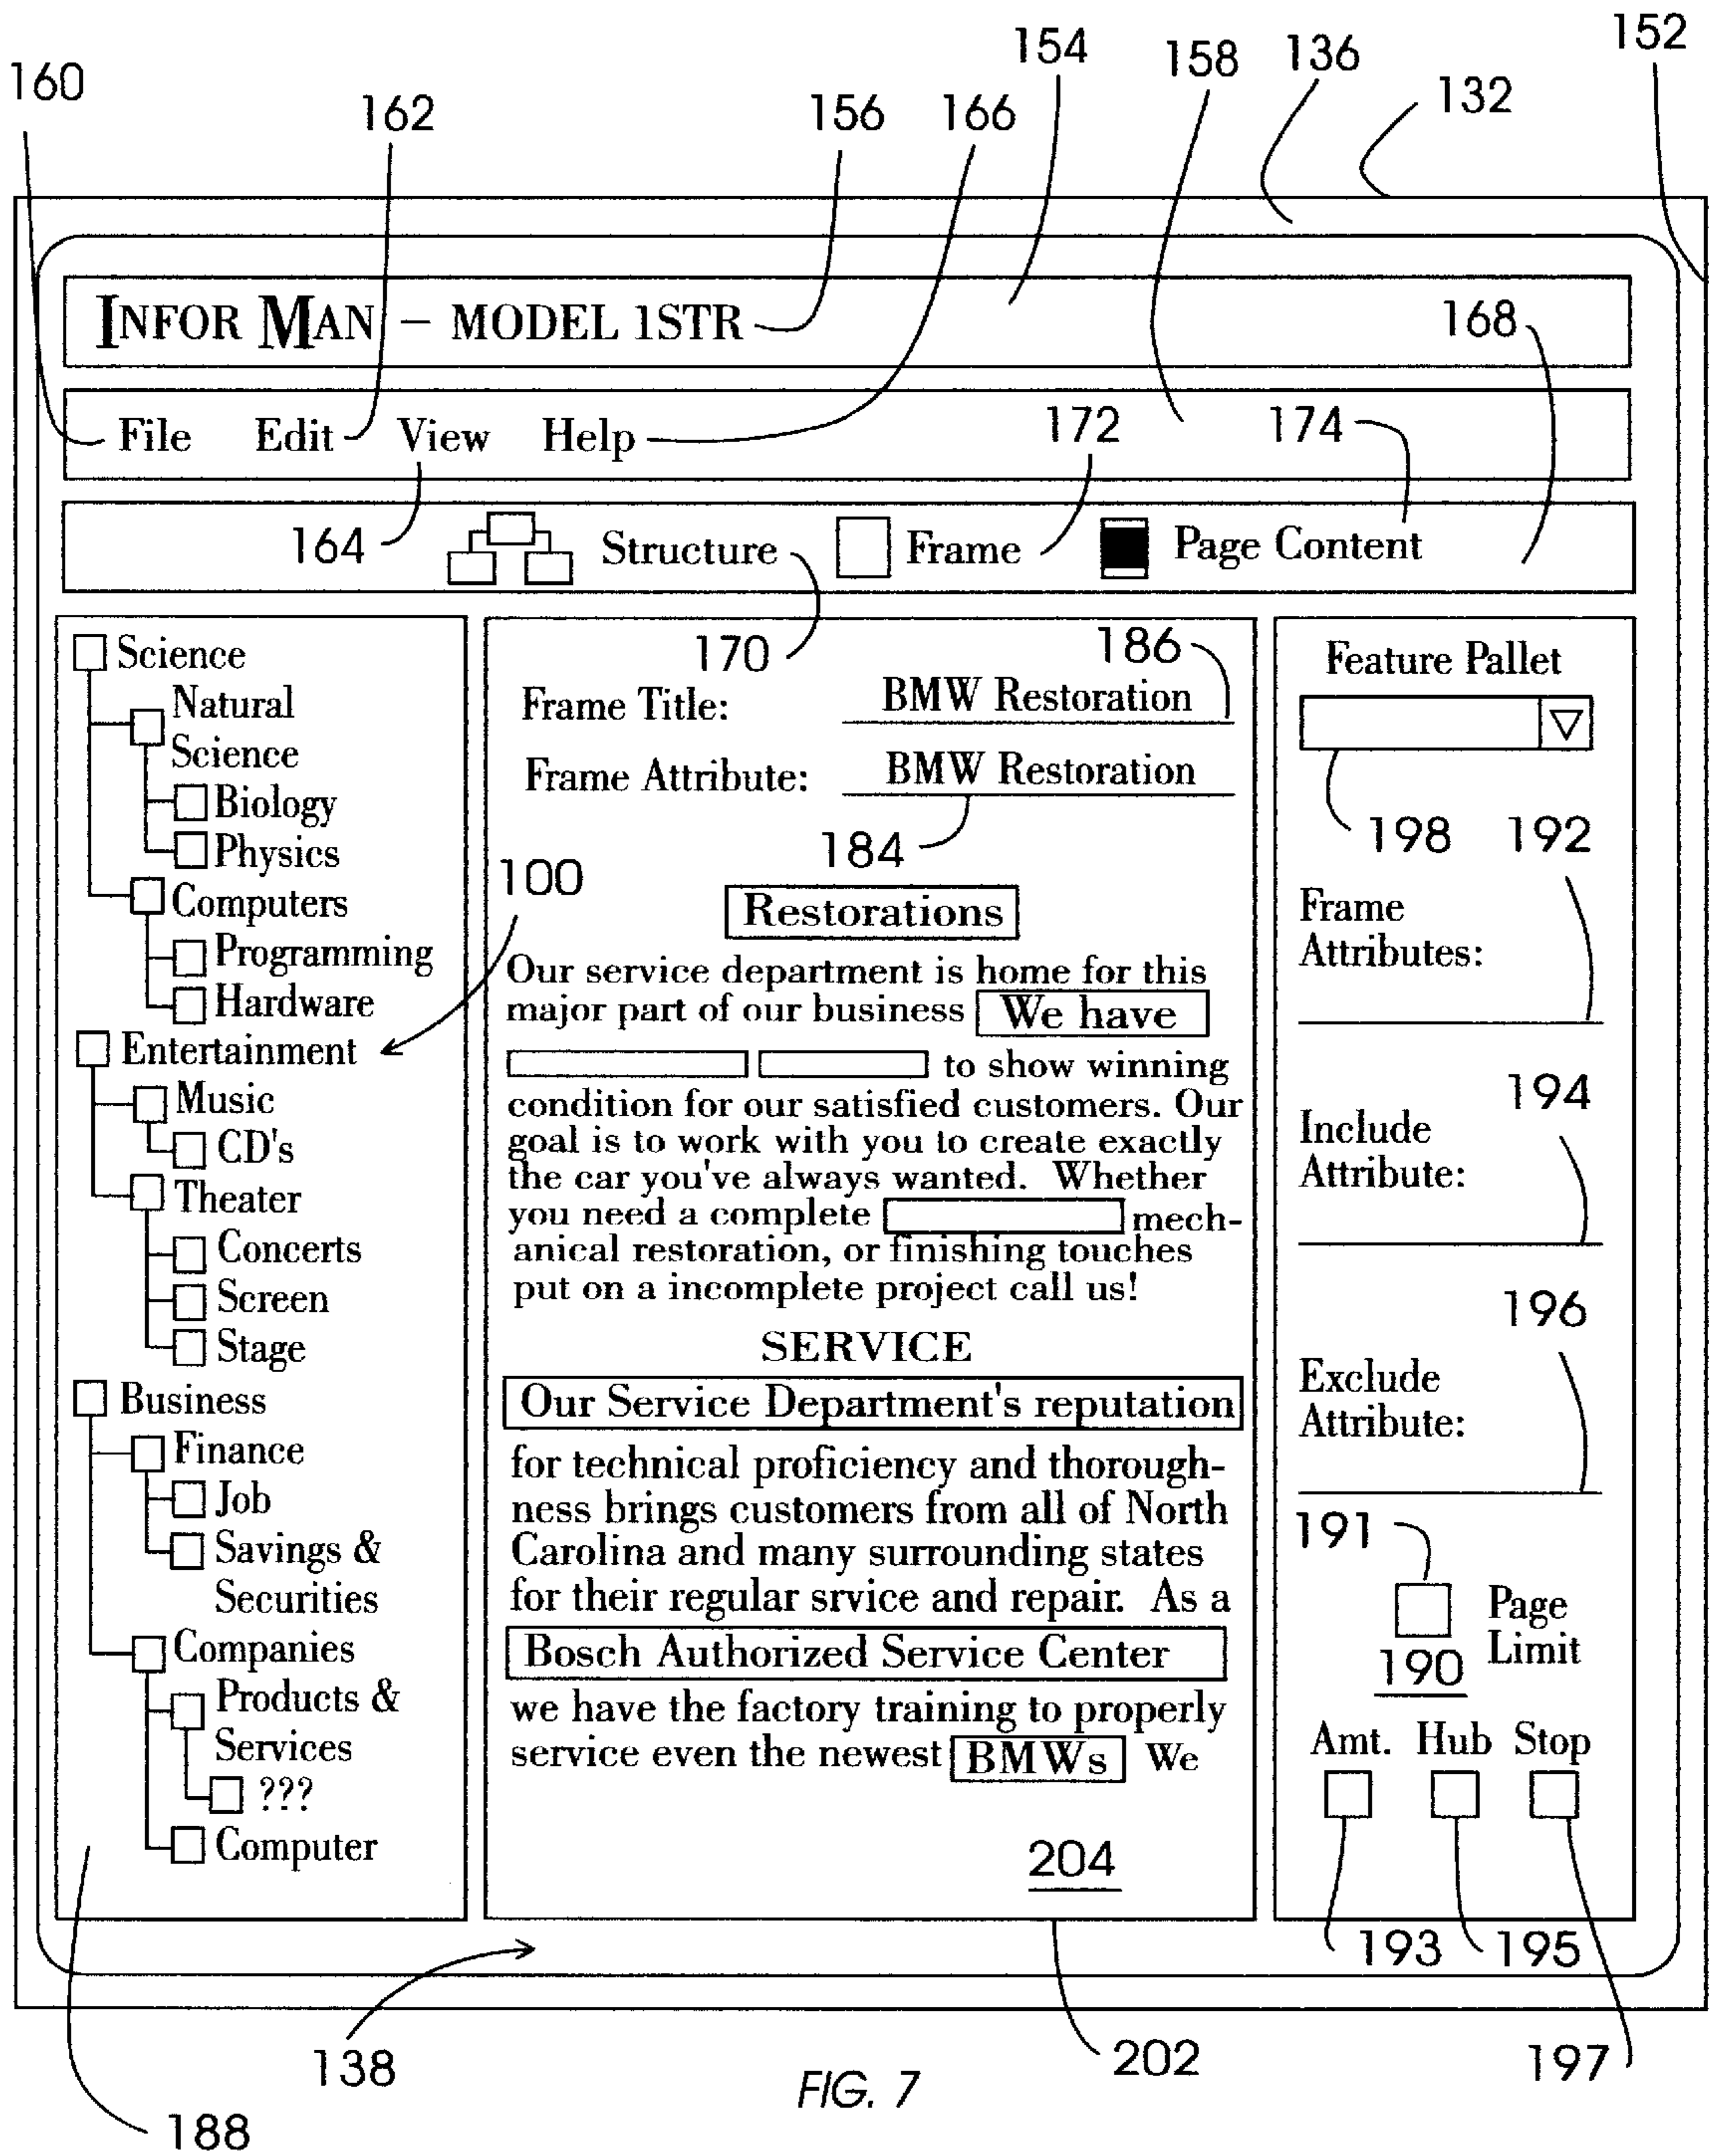 152
154
136
158
132
160
162
156
166
INFOR MAN – MODEL 1STR
168
File Edit View Help
172
174
164
Structure
Frame
Page Content
170
Science
Natural
Science
Biology
Physics
Computers
Programming
Hardware
100
Entertainment
Music
CD's
Theater
Concerts
Screen
Stage
Business
Finance
Job
Savings &
Securities
Companies
Products &
Services
???
Computer
186
Frame Title: BMW Restoration
Frame Attribute: BMW Restoration
184
Restorations
Our service department is home for this
major part of our business We have
to show winning
condition for our satisfied customers. Our
goal is to work with you to create exactly
the car you've always wanted. Whether
you need a complete mech-
anical restoration, or finishing touches
put on a incomplete project call us!
SERVICE
Our Service Department's reputation
for technical proficiency and thorough-
ness brings customers from all of North
Carolina and many surrounding states
for their regular srvice and repair. As a
Bosch Authorized Service Center
we have the factory training to properly
service even the newest BMWs We
204
Feature Pallet
198
192
Frame
Attributes:
194
Include
Attribute:
196
Exclude
Attribute:
191
Page
Limit
190
Amt. Hub Stop
193
195
138
202
197
188
FIG. 7